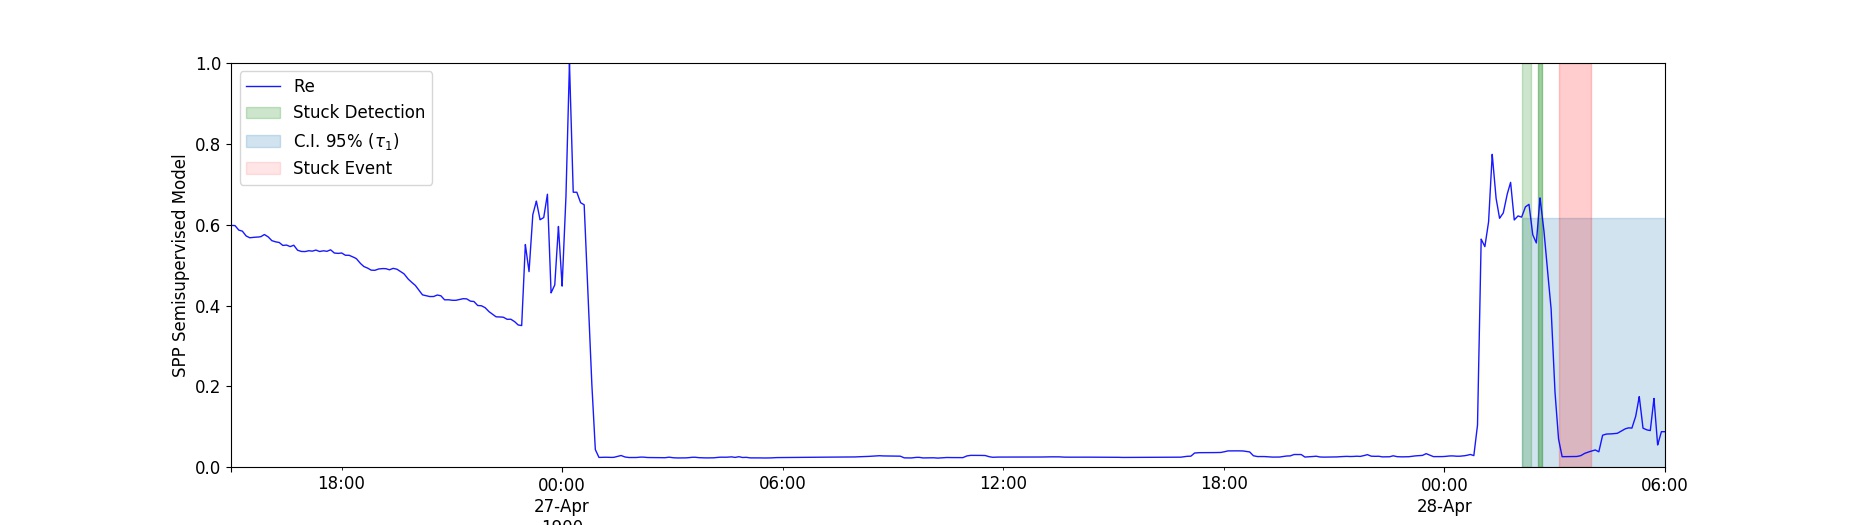 SPP Semisupervised Model
1.0
0.8
0.6
0.4
0.2
0.0
Re
Stuck Detection
C.I. 95% (τ₁)
Stuck Event
18:00
00:00
27-Apr
1900
06:00
12:00
18:00
00:00
28-Apr
06:00